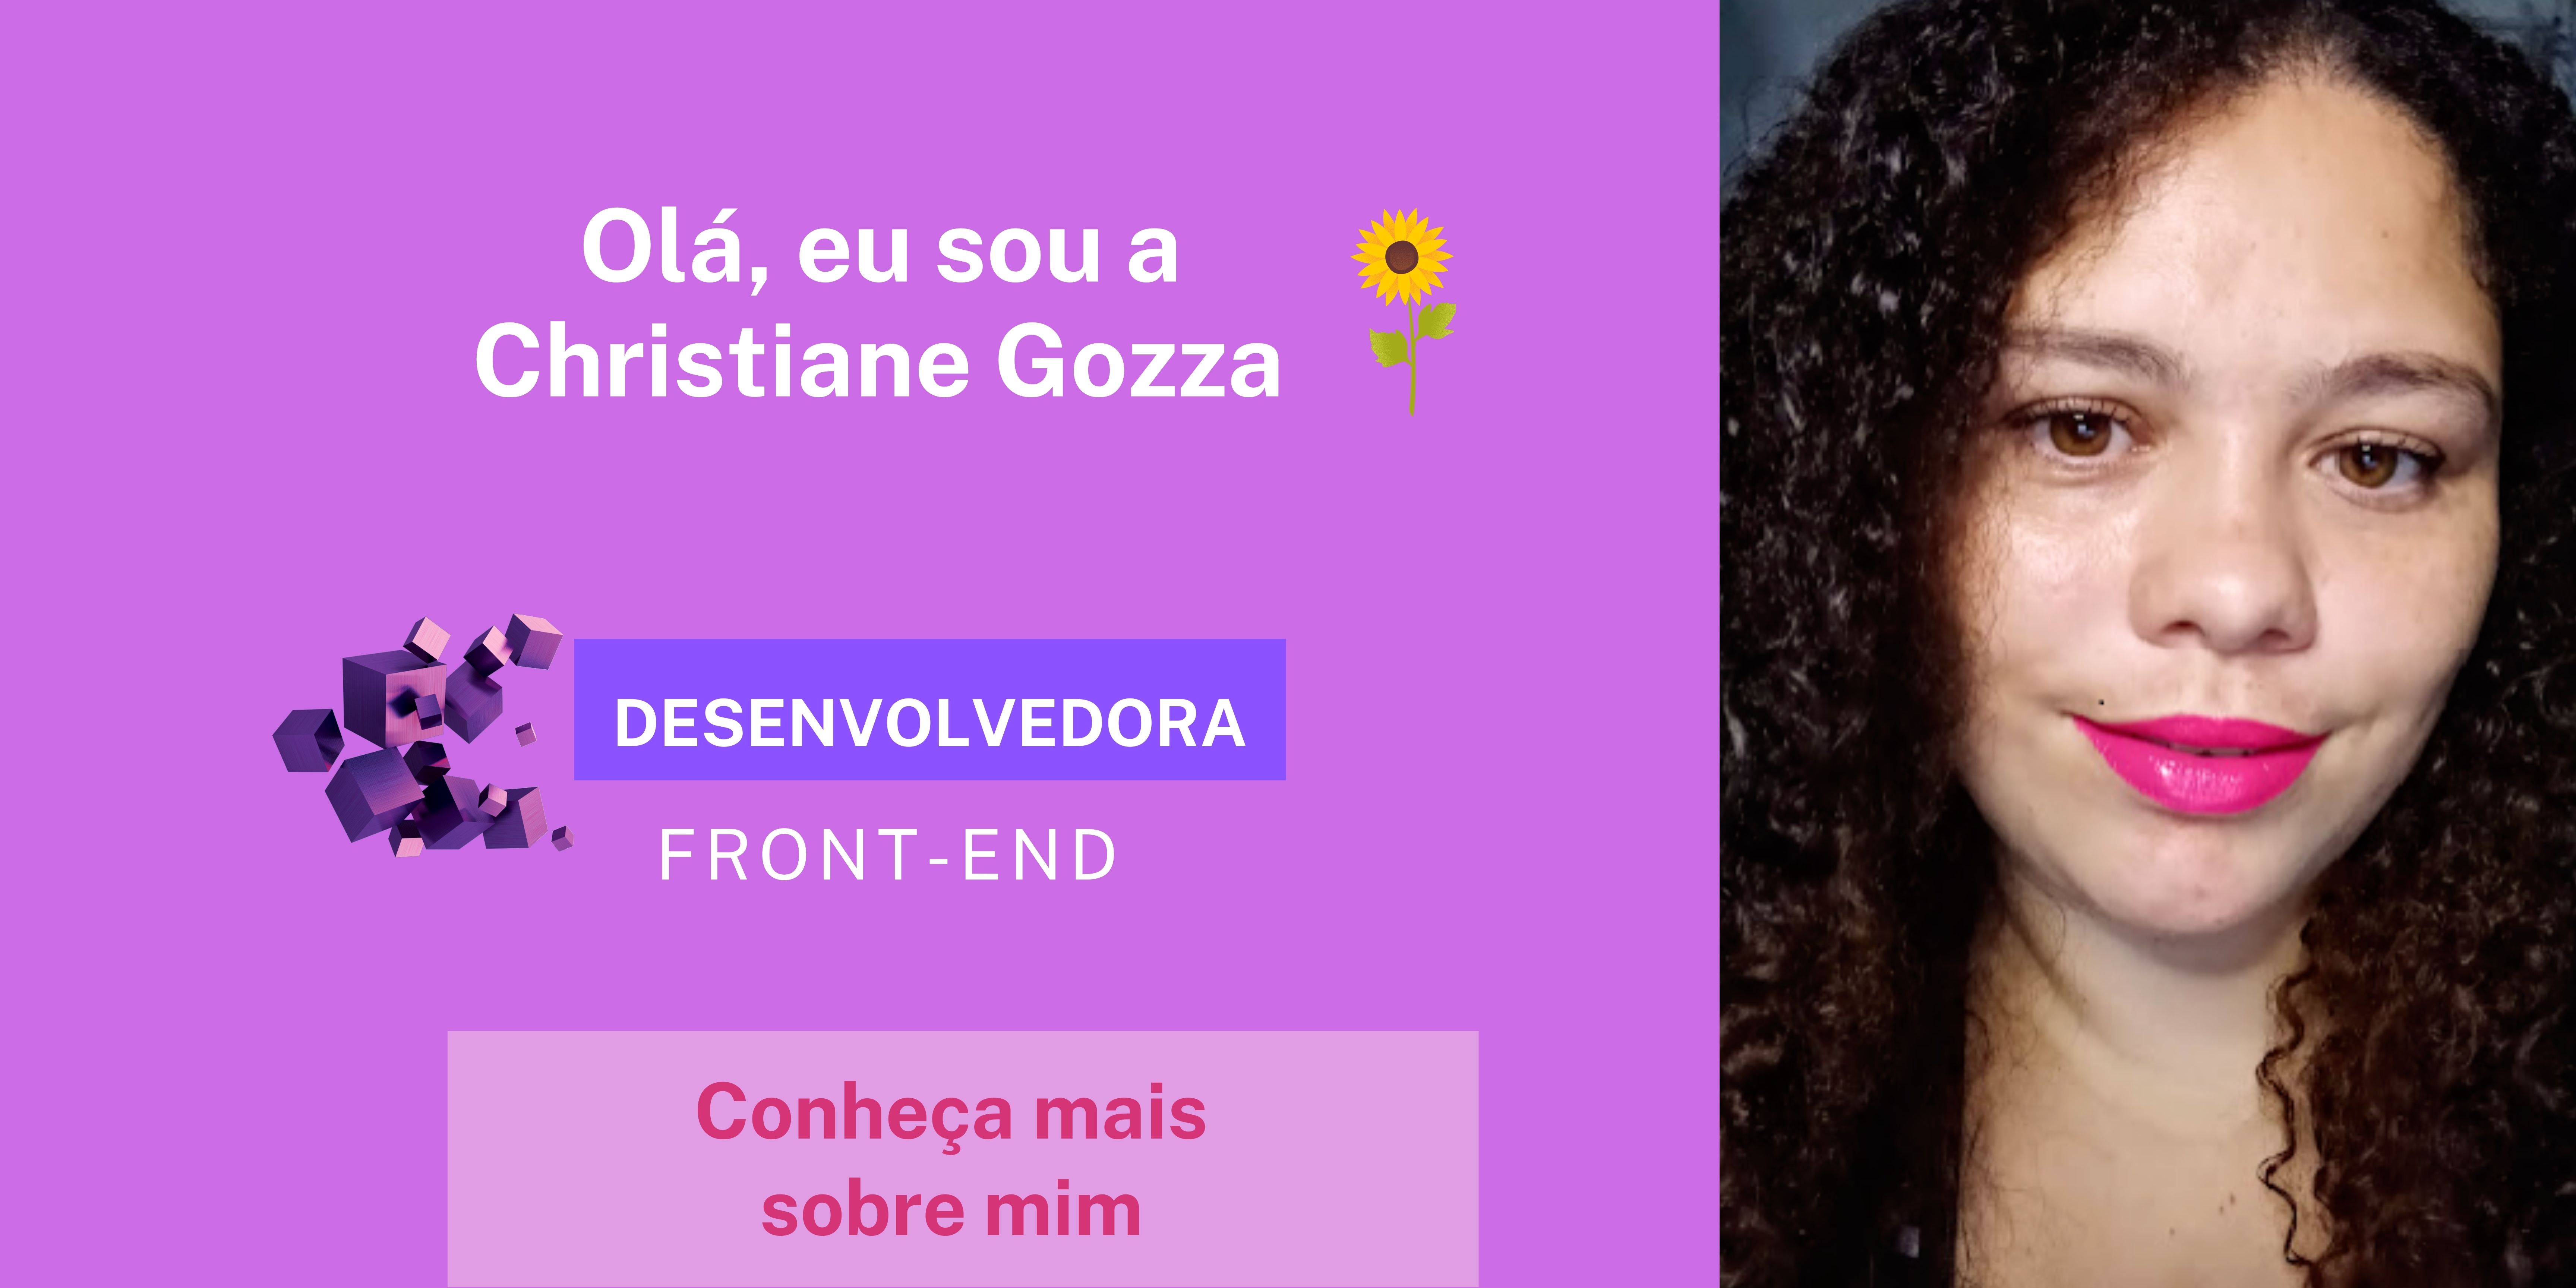 Olá, eu sou a
Christiane Gozza
DESENVOLVEDORA
FRONT-END
Conheça mais
sobre mim